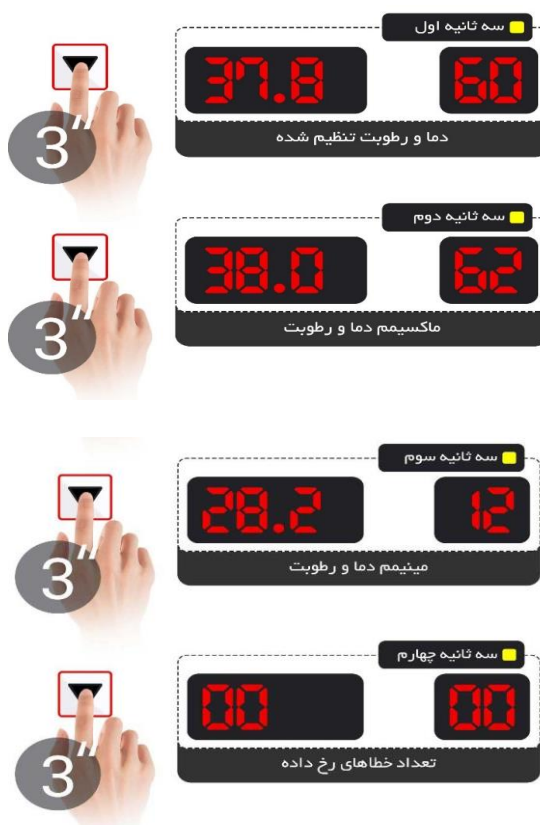 سه ثانیه اول
3"
37.8 60
دما و رطوبت تنظیم شده
سه ثانیه دوم
3"
38.0 62
ماکسیمم دما و رطوبت
سه ثانیه سوم
3"
28.2 12
مینیمم دما و رطوبت
سه ثانیه چهارم
3"
00 00
تعداد خطاهای رخ داده